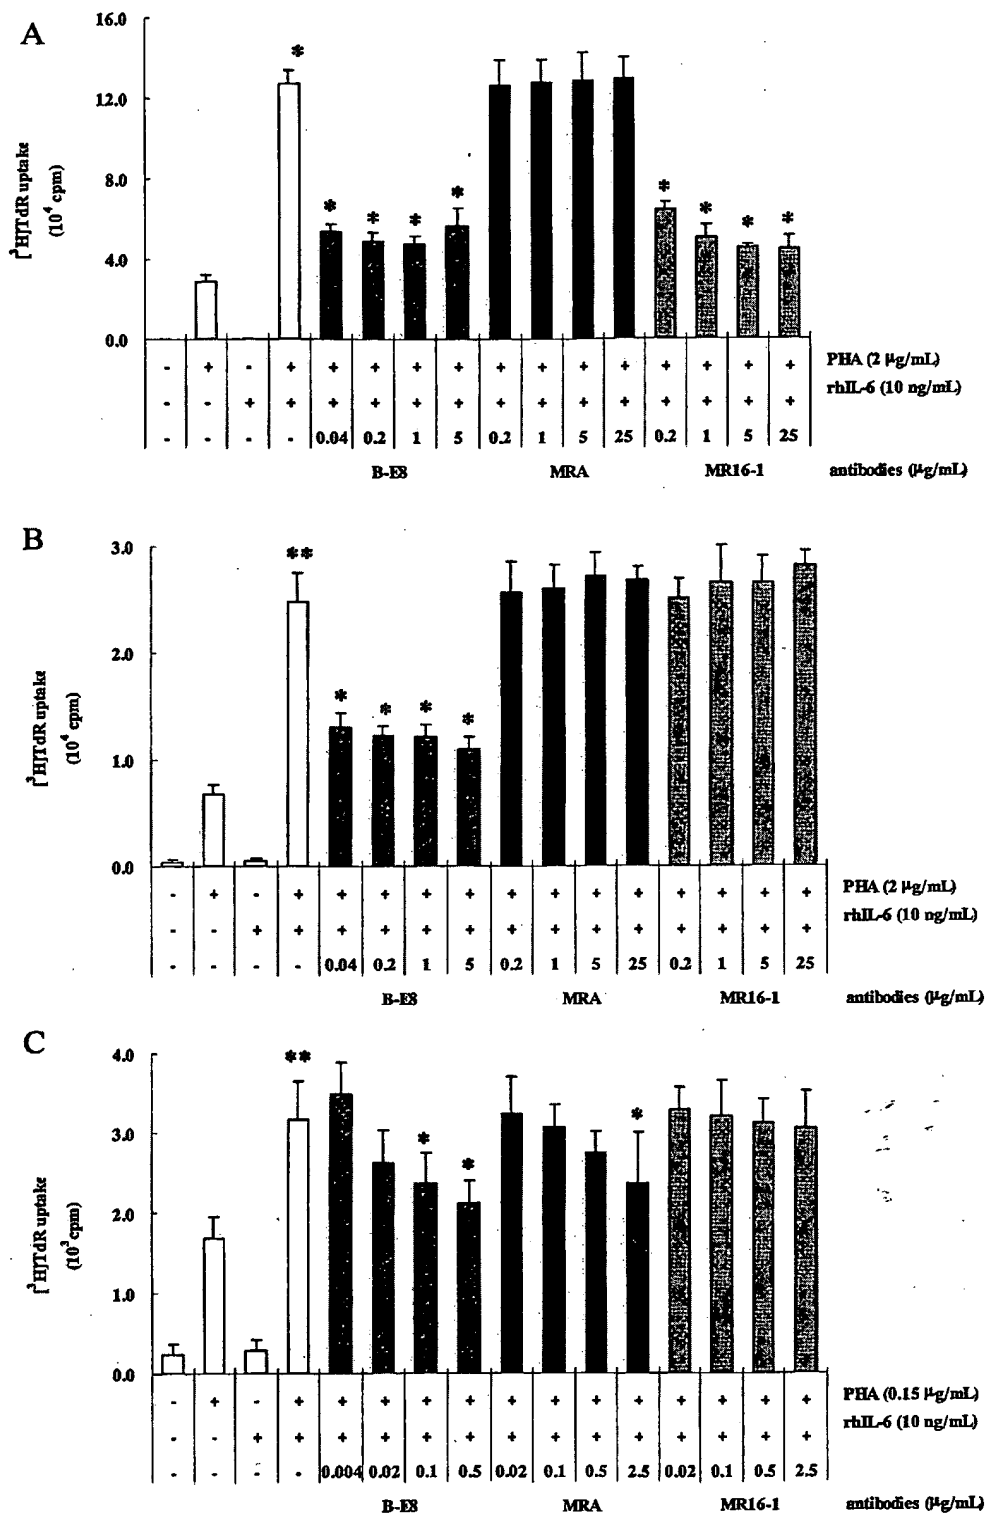 A
16.0
12.0
8.0
4.0
0.0
[³H]TdR uptake
(10⁴ cpm)
* * * * * * * * *
- + - + + + + + + + + + + + + + PHA (2 µg/mL)
- - + + + + + + + + + + + + + + rhIL-6 (10 ng/mL)
- - - - 0.04 0.2 1 5 0.2 1 5 25 0.2 1 5 25
B-E8 MRA MR16-1 antibodies (µg/mL)
B
3.0
2.0
1.0
0.0
[³H]TdR uptake
(10⁴ cpm)
** * * * *
- + - + + + + + + + + + + + + + PHA (2 µg/mL)
- - + + + + + + + + + + + + + + rhIL-6 (10 ng/mL)
- - - - 0.04 0.2 1 5 0.2 1 5 25 0.2 1 5 25
B-E8 MRA MR16-1 antibodies (µg/mL)
C
4.0
3.0
2.0
1.0
0.0
[³H]TdR uptake
(10³ cpm)
** * * *
- + - + + + + + + + + + + + + + PHA (0.15 µg/mL)
- - + + + + + + + + + + + + + + rhIL-6 (10 ng/mL)
- - - - 0.004 0.02 0.1 0.5 0.02 0.1 0.5 2.5 0.02 0.1 0.5 2.5
B-E8 MRA MR16-1 antibodies (µg/mL)